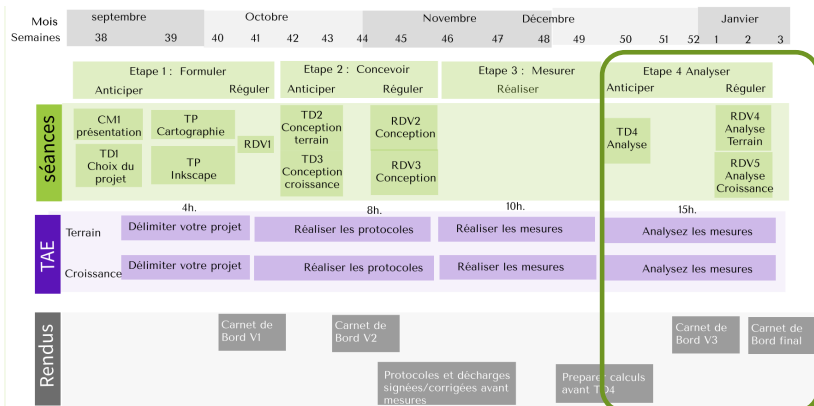 Mois septembre Octobre Novembre Décembre Janvier
Semaines 38 39 40 41 42 43 44 45 46 47 48 49 50 51 52 1 2 3
Etape 1 : Formuler Etape 2 : Concevoir Etape 3 : Mesurer Etape 4 Analyser
Anticiper Réguler Anticiper Réguler Réaliser Anticiper Réguler
séances
CM1
présentation
TD1
Choix du
projet
TP
Cartographie
TP
Inkscape
RDV1
TD2
Conception
terrain
TD3
Conception
croissance
RDV2
Conception
RDV3
Conception
TD4
Analyse
RDV4
Analyse
Terrain
RDV5
Analyse
Croissance
4h. 8h. 10h. 15h.
TAE
Terrain Délimiter votre projet Réaliser les protocoles Réaliser les mesures Analysez les mesures
Croissance Délimiter votre projet Réaliser les protocoles Réaliser les mesures Analysez les mesures
Rendus
Carnet de
Bord V1
Carnet de
Bord V2
Carnet de
Bord V3
Carnet de
Bord final
Protocoles et décharges
signées/corrigées avant
mesures
Preparer calculs
avant TD4